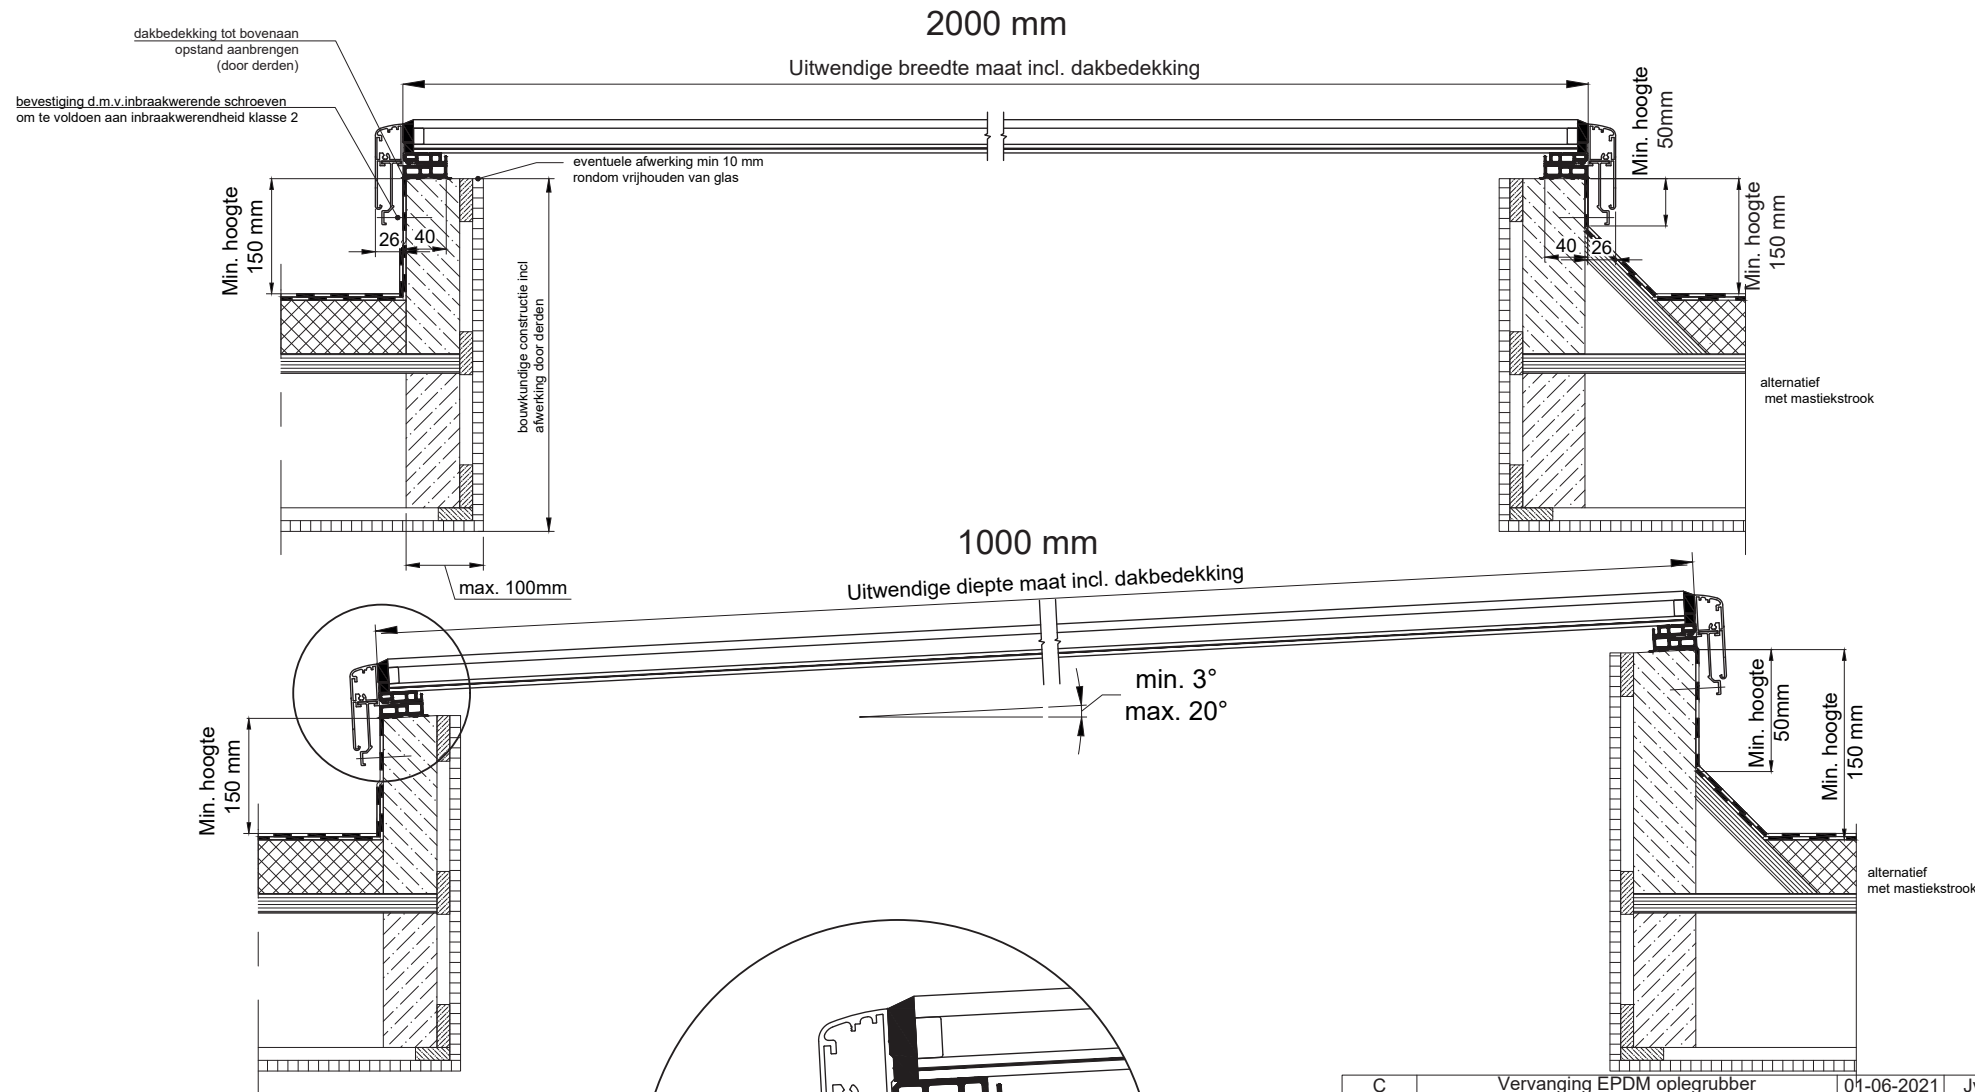 2000 mm
Uitwendige breedte maat incl. dakbedekking
dakbedekking tot bovenaan
opstand aanbrengen
(door derden)
bevestiging d.m.v.inbraakwerende schroeven
om te voldoen aan inbraakwerendheid klasse 2
eventuele afwerking min 10 mm
rondom vrijhouden van glas
Min. hoogte
50mm
Min. hoogte
150 mm
26
40
bouwkundige constructie incl
afwerking door derden
40
26
Min. hoogte
150 mm
alternatief
met mastiekstrook
max. 100mm
1000 mm
Uitwendige diepte maat incl. dakbedekking
min. 3°
max. 20°
Min. hoogte
150 mm
Min. hoogte
50mm
Min. hoogte
150 mm
alternatief
met mastiekstrook
C Vervanging EPDM oplegrubber 01-06-2021